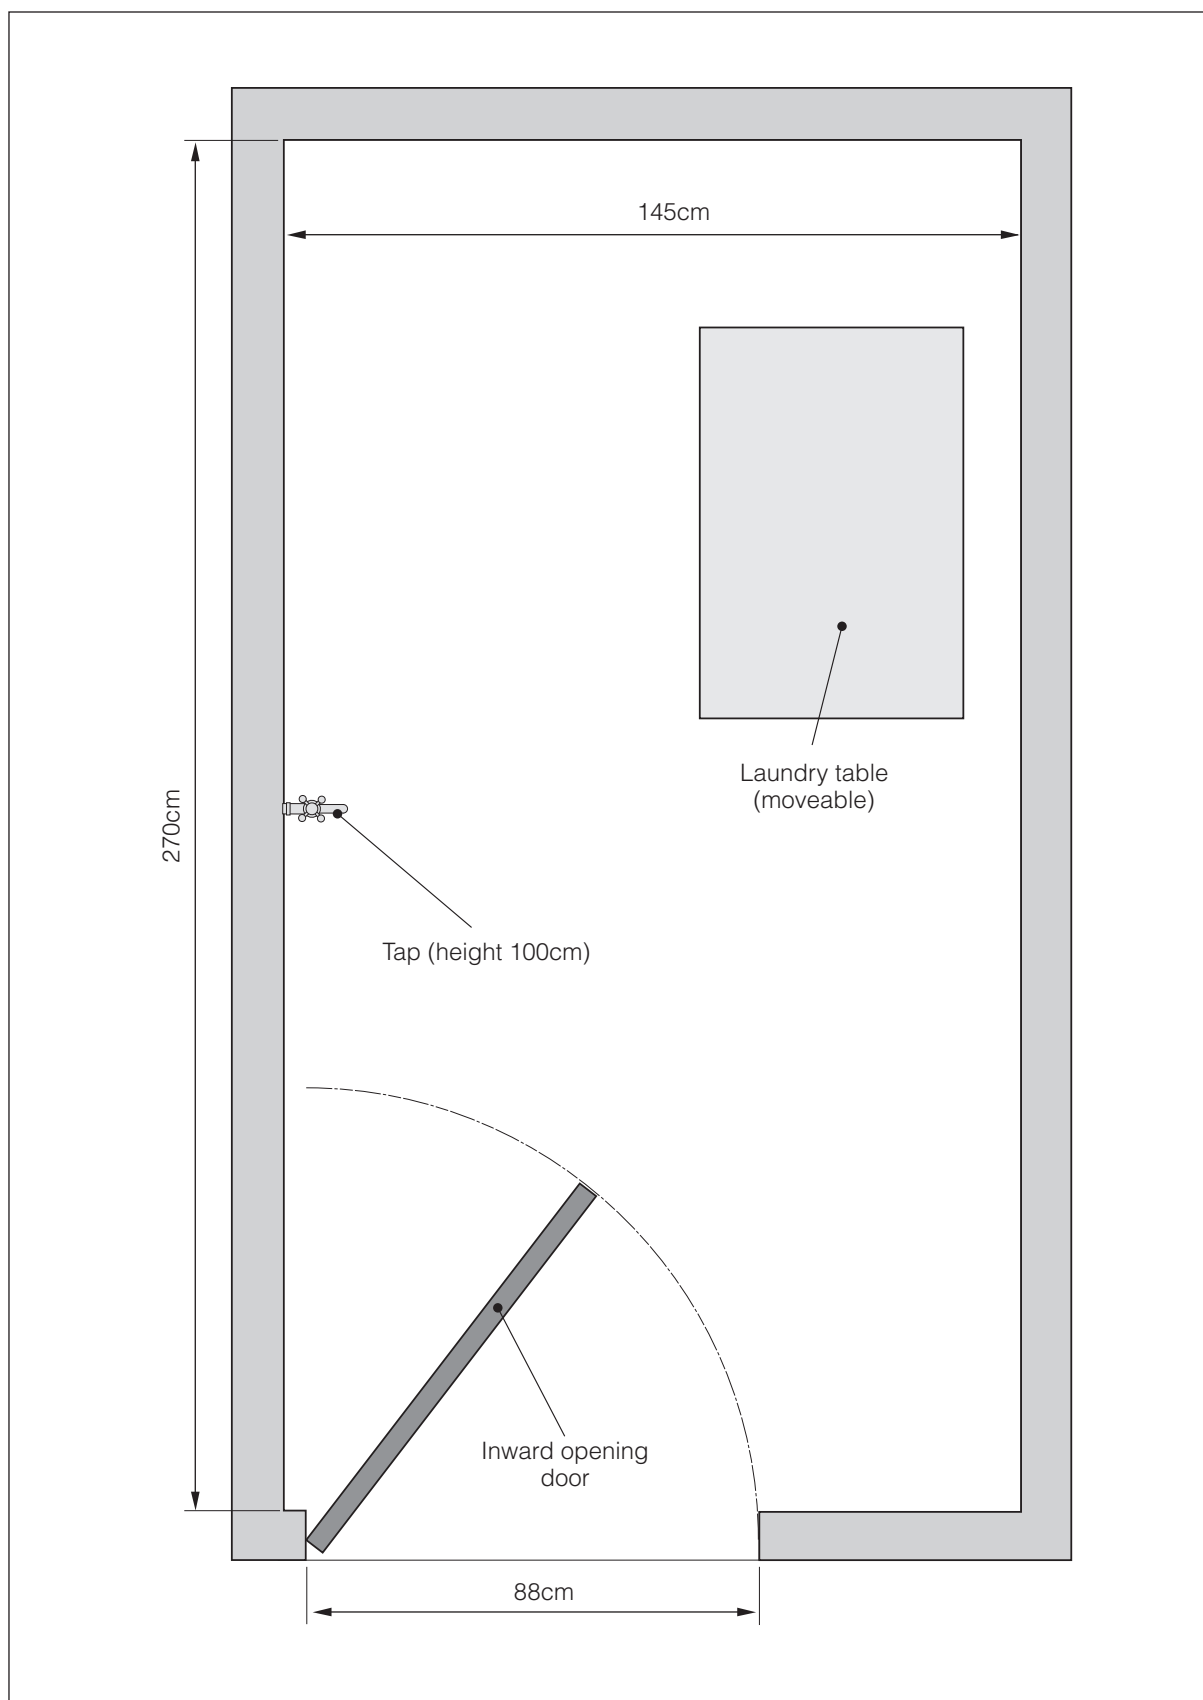 145cm
Laundry table
(moveable)
270cm
Tap (height 100cm)
Inward opening
door
88cm